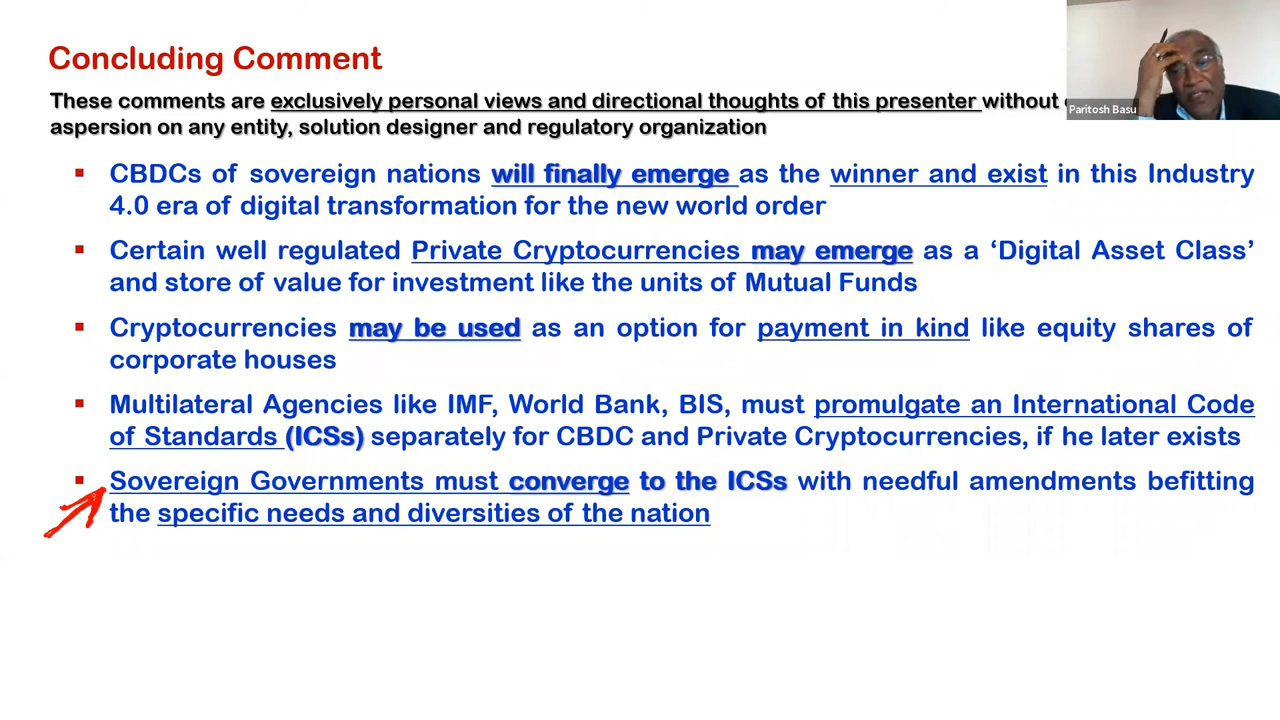 Concluding Comment
These comments are exclusively personal views and directional thoughts of this presenter without
Paritosh Basu
aspersion on any entity, solution designer and regulatory organization
▪ CBDCs of sovereign nations will finally emerge as the winner and exist in this Industry
4.0 era of digital transformation for the new world order
▪ Certain well regulated Private Cryptocurrencies may emerge as a ‘Digital Asset Class’
and store of value for investment like the units of Mutual Funds
▪ Cryptocurrencies may be used as an option for payment in kind like equity shares of
corporate houses
▪ Multilateral Agencies like IMF, World Bank, BIS, must promulgate an International Code
of Standards (ICSs) separately for CBDC and Private Cryptocurrencies, if he later exists
▪ Sovereign Governments must converge to the ICSs with needful amendments befitting
the specific needs and diversities of the nation